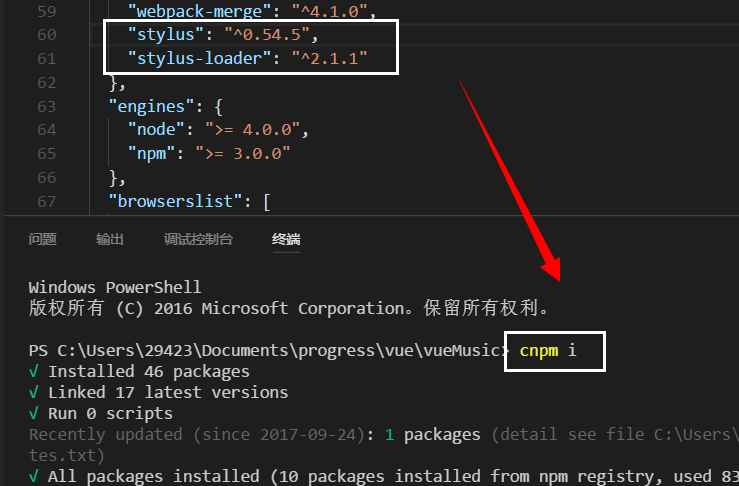 59 "webpack-merge": "^4.1.0",
60 "stylus": "^0.54.5",
61 "stylus-loader": "^2.1.1"
62 },
63 "engines": {
64 "node": ">= 4.0.0",
65 "npm": ">= 3.0.0"
66 },
67 "browserslist": [
问题 输出 调试控制台 终端
Windows PowerShell
版权所有 (C) 2016 Microsoft Corporation。保留所有权利。
PS C:\Users\29423\Documents\progress\vue\vueMusic> cnpm i
√ Installed 46 packages
√ Linked 17 latest versions
√ Run 0 scripts
Recently updated (since 2017-09-24): 1 packages (detail see file C:\Users\
tes.txt)
√ All packages installed (10 packages installed from npm registry, used 83